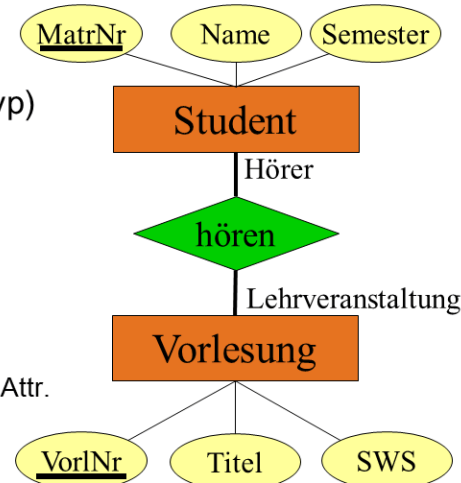 MatrNr Name Semester
yp)
Student
Hörer
hören
Lehrveranstaltung
Vorlesung
Attr.
VorlNr Titel SWS